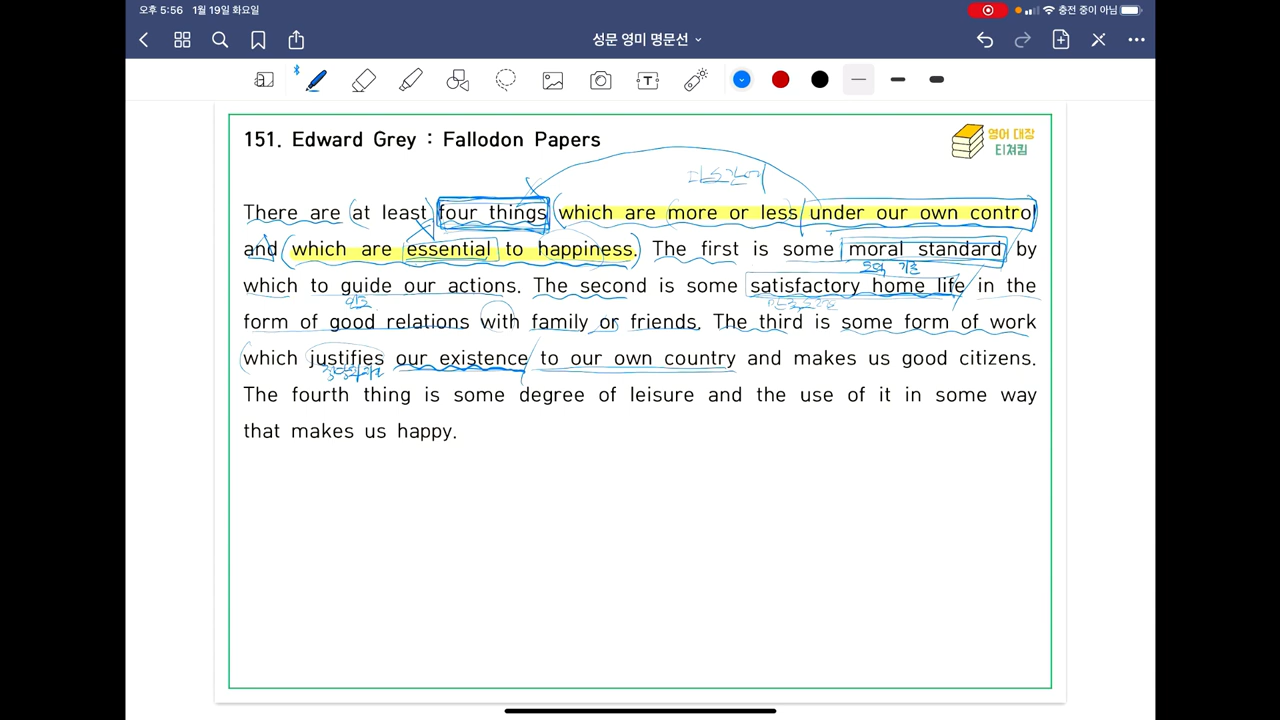 오후 5:56 1월 19일 화요일
충전 중이 아님
성문 영미 명문선
151. Edward Grey : Fallodon Papers
영어 대장
티쳐킴
다소간에
There are at least four things which are more or less under our own control
and which are essential to happiness. The first is some moral standard by
도덕 기준
which to guide our actions. The second is some satisfactory home life in the
form of good relations with family or friends. The third is some form of work
which justifies our existence to our own country and makes us good citizens.
The fourth thing is some degree of leisure and the use of it in some way
that makes us happy.